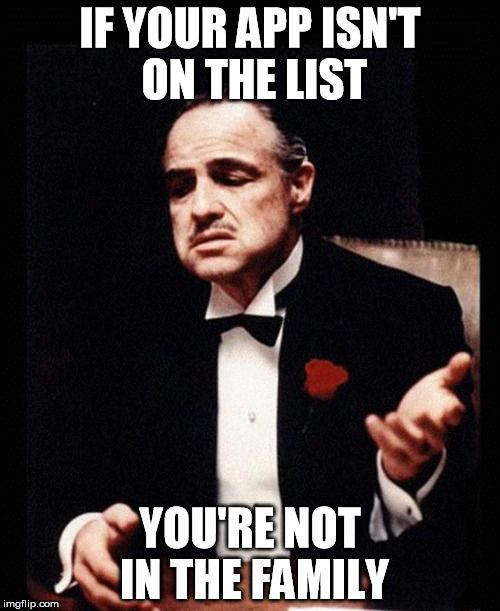 IF YOUR APP ISN'T
ON THE LIST
YOU'RE NOT
IN THE FAMILY
imgflip.com